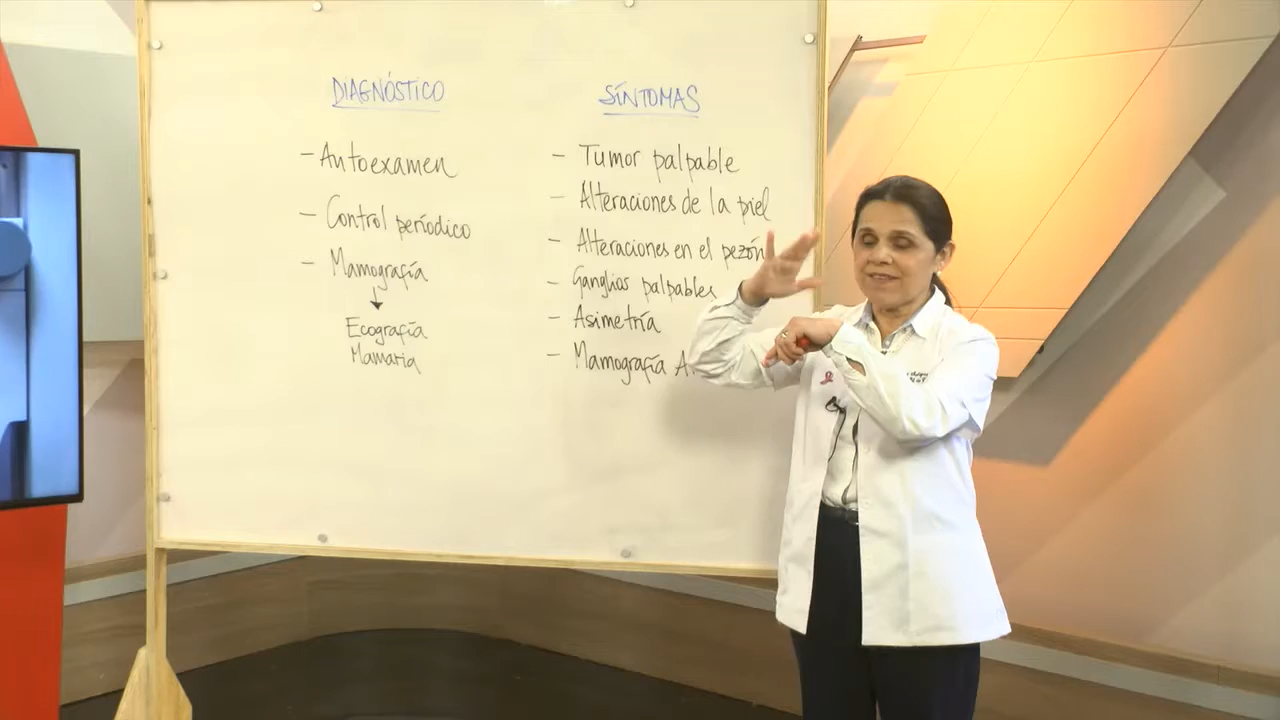 DIAGNÓSTICO
- Autoexamen
- Control períodico
- Mamografía
Ecografía
Mamaria
SÍNTOMAS
- Tumor palpable
- Alteraciones de la piel
- Alteraciones en el pezón
- Ganglios palpables
- Asimetría
- Mamografía A